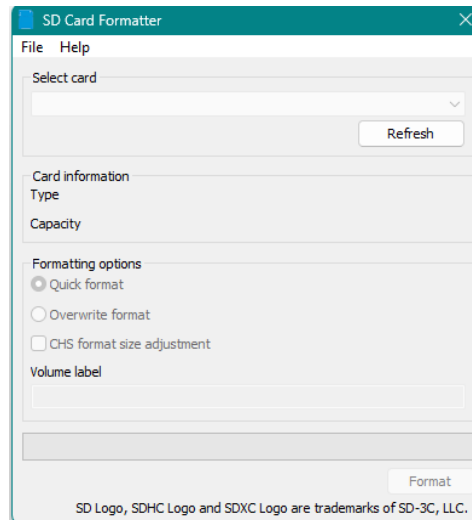 SD Card Formatter
File Help
Select card
Refresh
Card information
Type
Capacity
Formatting options
Quick format
Overwrite format
CHS format size adjustment
Volume label
Format
SD Logo, SDHC Logo and SDXC Logo are trademarks of SD-3C, LLC.